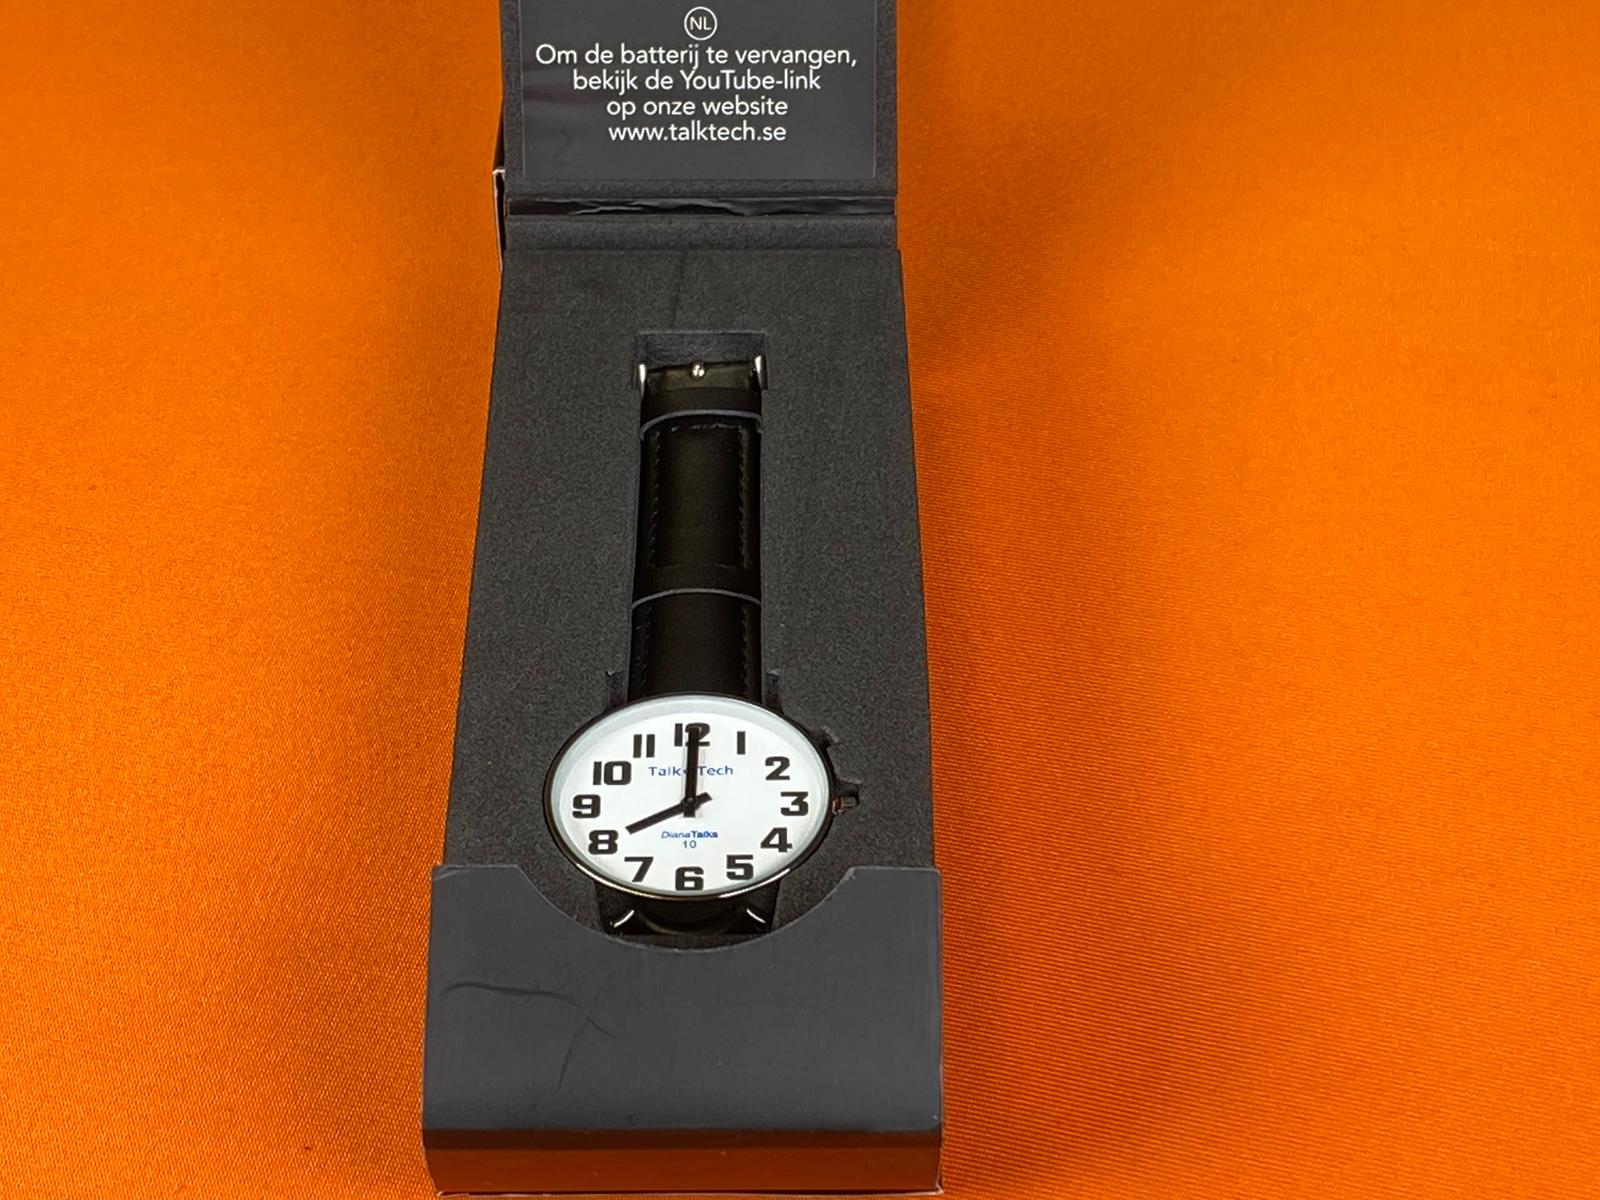 NL
Om de batterij te vervangen,
bekijk de YouTube-link
op onze website
www.talktech.se
12
11 1
10 2
Talk Tech
9 3
8 4
DianaTalks
10
7 5
6